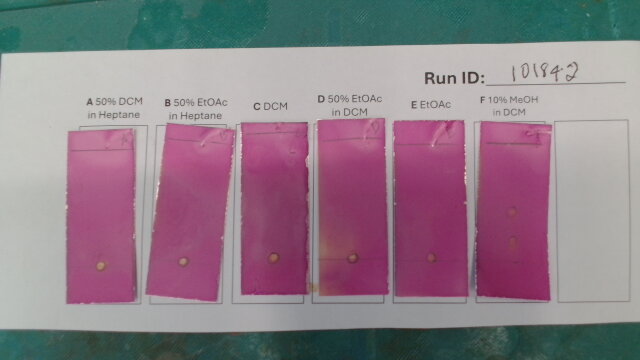 Run ID: 101842
A 50% DCM
in Heptane
B 50% EtOAc
in Heptane
C DCM
D 50% EtOAc
in DCM
E EtOAc
F 10% MeOH
in DCM